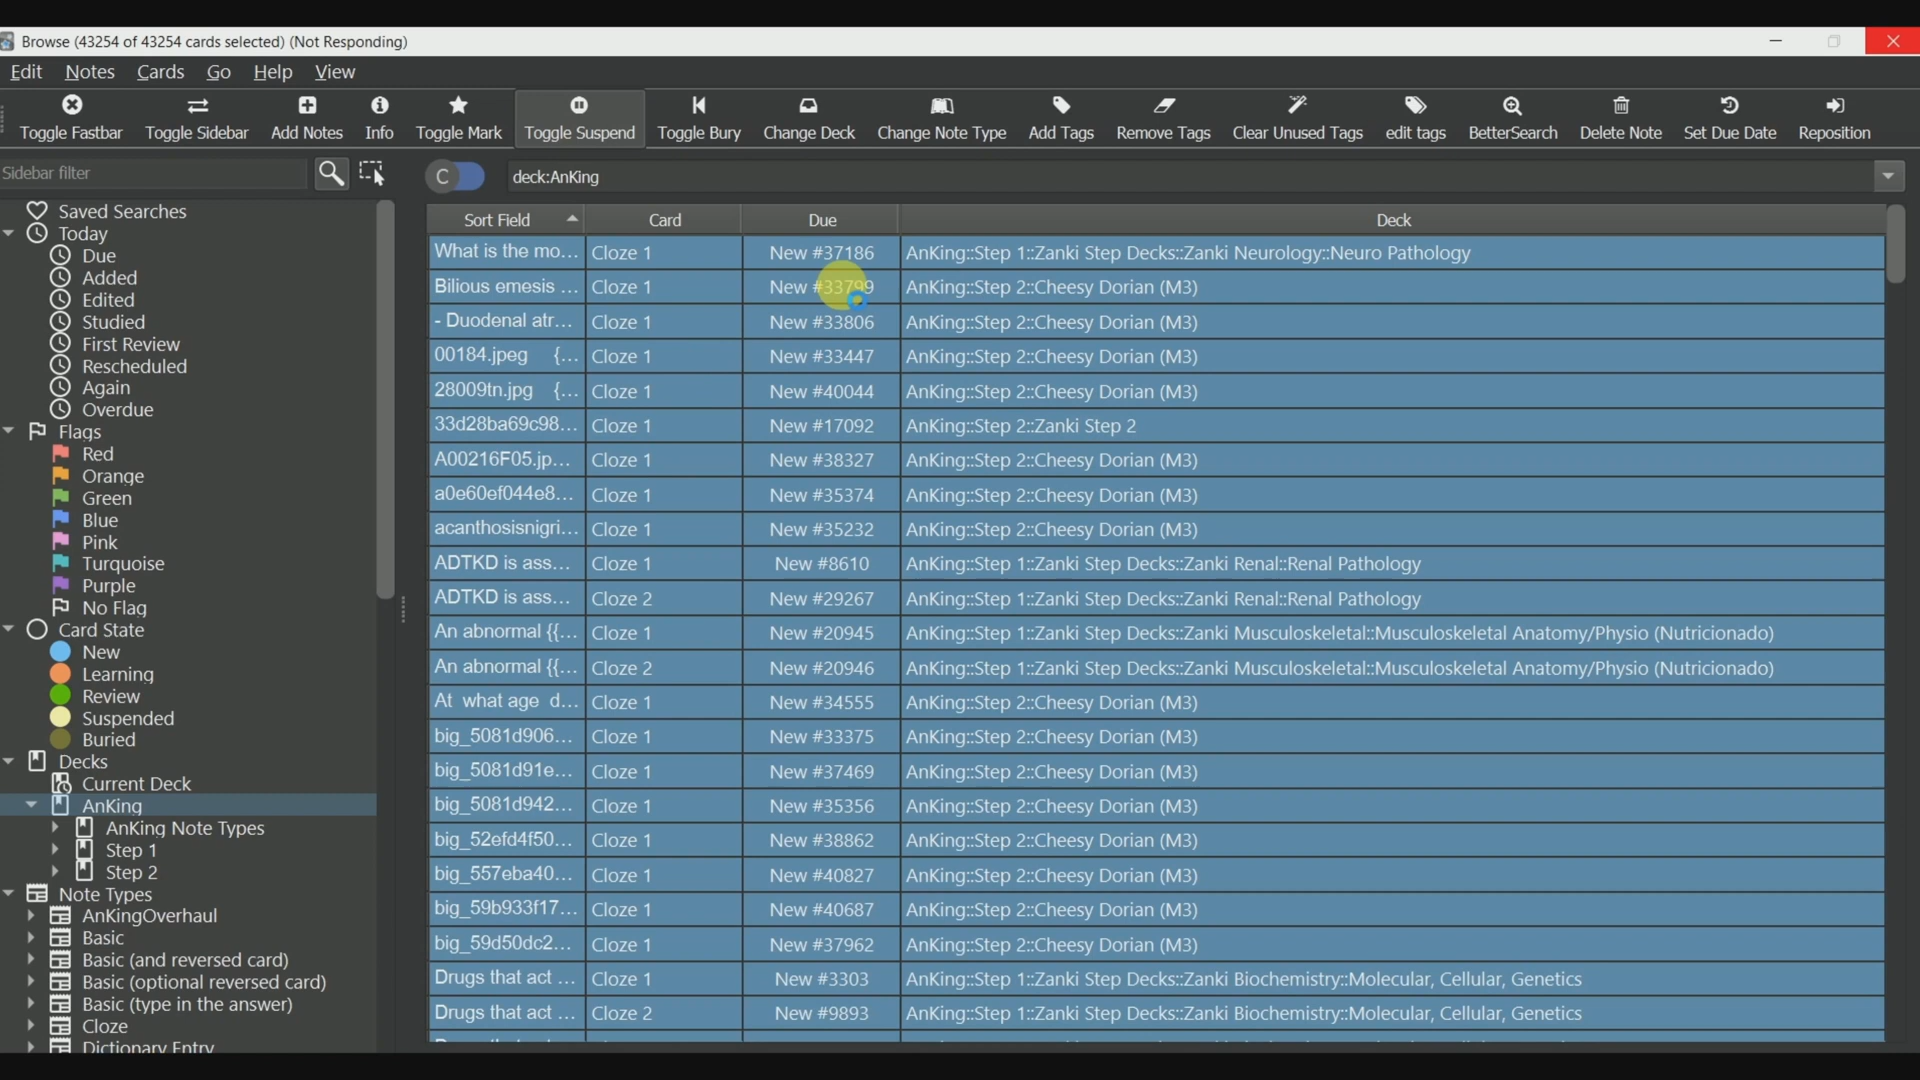 Browse (43254 of 43254 cards selected) (Not Responding)
Edit Notes Cards Go Help View
Toggle Fastbar Toggle Sidebar Add Notes Info Toggle Mark Toggle Suspend Toggle Bury Change Deck Change Note Type Add Tags Remove Tags Clear Unused Tags edit tags BetterSearch Delete Note Set Due Date Reposition
Sidebar filter
Saved Searches
Today
Due
Added
Edited
Studied
First Review
Rescheduled
Again
Overdue
Flags
Red
Orange
Green
Blue
Pink
Turquoise
Purple
No Flag
Card State
New
Learning
Review
Suspended
Buried
Decks
Current Deck
AnKing
AnKing Note Types
Step 1
Step 2
Note Types
AnKingOverhaul
Basic
Basic (and reversed card)
Basic (optional reversed card)
Basic (type in the answer)
Cloze
Dictionary Entry
C deck:AnKing
Sort Field Card Due Deck
What is the mo... Cloze 1 New #37186 AnKing::Step 1::Zanki Step Decks::Zanki Neurology::Neuro Pathology
Bilious emesis ... Cloze 1 New #33799 AnKing::Step 2::Cheesy Dorian (M3)
- Duodenal atr... Cloze 1 New #33806 AnKing::Step 2::Cheesy Dorian (M3)
00184.jpeg {... Cloze 1 New #33447 AnKing::Step 2::Cheesy Dorian (M3)
28009tn.jpg {... Cloze 1 New #40044 AnKing::Step 2::Cheesy Dorian (M3)
33d28ba69c98... Cloze 1 New #17092 AnKing::Step 2::Zanki Step 2
A00216F05.jp... Cloze 1 New #38327 AnKing::Step 2::Cheesy Dorian (M3)
a0e60ef044e8... Cloze 1 New #35374 AnKing::Step 2::Cheesy Dorian (M3)
acanthosisnigri... Cloze 1 New #35232 AnKing::Step 2::Cheesy Dorian (M3)
ADTKD is ass... Cloze 1 New #8610 AnKing::Step 1::Zanki Step Decks::Zanki Renal::Renal Pathology
ADTKD is ass... Cloze 2 New #29267 AnKing::Step 1::Zanki Step Decks::Zanki Renal::Renal Pathology
An abnormal {{... Cloze 1 New #20945 AnKing::Step 1::Zanki Step Decks::Zanki Musculoskeletal::Musculoskeletal Anatomy/Physio (Nutricionado)
An abnormal {{... Cloze 2 New #20946 AnKing::Step 1::Zanki Step Decks::Zanki Musculoskeletal::Musculoskeletal Anatomy/Physio (Nutricionado)
At what age d... Cloze 1 New #34555 AnKing::Step 2::Cheesy Dorian (M3)
big_5081d906... Cloze 1 New #33375 AnKing::Step 2::Cheesy Dorian (M3)
big_5081d91e... Cloze 1 New #37469 AnKing::Step 2::Cheesy Dorian (M3)
big_5081d942... Cloze 1 New #35356 AnKing::Step 2::Cheesy Dorian (M3)
big_52efd4f50... Cloze 1 New #38862 AnKing::Step 2::Cheesy Dorian (M3)
big_557eba40... Cloze 1 New #40827 AnKing::Step 2::Cheesy Dorian (M3)
big_59b933f17... Cloze 1 New #40687 AnKing::Step 2::Cheesy Dorian (M3)
big_59d50dc2... Cloze 1 New #37962 AnKing::Step 2::Cheesy Dorian (M3)
Drugs that act ... Cloze 1 New #3303 AnKing::Step 1::Zanki Step Decks::Zanki Biochemistry::Molecular, Cellular, Genetics
Drugs that act ... Cloze 2 New #9893 AnKing::Step 1::Zanki Step Decks::Zanki Biochemistry::Molecular, Cellular, Genetics